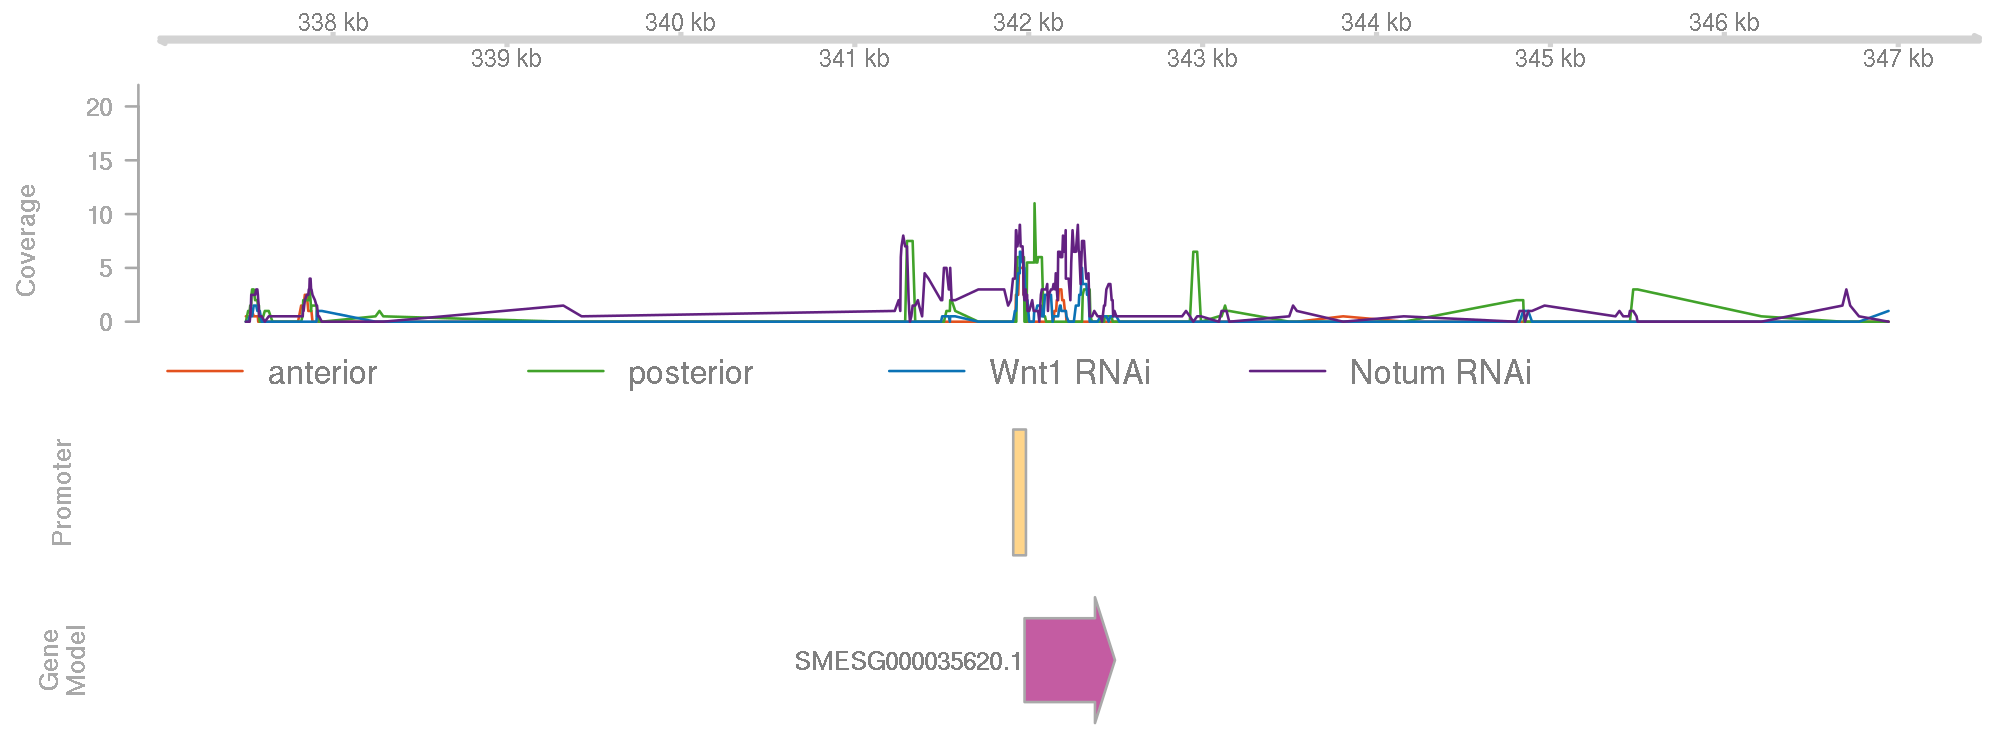 338 kb 340 kb 342 kb 344 kb 346 kb
339 kb 341 kb 343 kb 345 kb 347 kb
Coverage
20
15
10
5
0
anterior posterior Wnt1 RNAi Notum RNAi
Promoter
Gene
Model
SMESG000035620.1